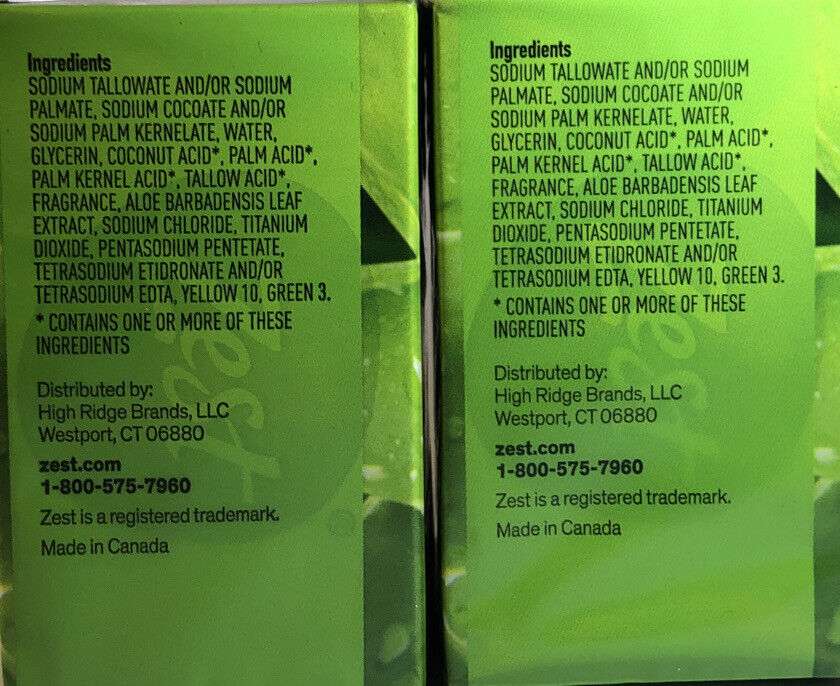 Ingredients
SODIUM TALLOWATE AND/OR SODIUM
PALMATE, SODIUM COCOATE AND/OR
SODIUM PALM KERNELATE, WATER,
GLYCERIN, COCONUT ACID*, PALM ACID*,
PALM KERNEL ACID*, TALLOW ACID*,
FRAGRANCE, ALOE BARBADENSIS LEAF
EXTRACT, SODIUM CHLORIDE, TITANIUM
DIOXIDE, PENTASODIUM PENTETATE,
TETRASODIUM ETIDRONATE AND/OR
TETRASODIUM EDTA, YELLOW 10, GREEN 3.
* CONTAINS ONE OR MORE OF THESE
INGREDIENTS
Distributed by:
High Ridge Brands, LLC
Westport, CT 06880
zest.com
1-800-575-7960
Zest is a registered trademark.
Made in Canada
Zest
Ingredients
SODIUM TALLOWATE AND/OR SODIUM
PALMATE, SODIUM COCOATE AND/OR
SODIUM PALM KERNELATE, WATER,
GLYCERIN, COCONUT ACID*, PALM ACID*,
PALM KERNEL ACID*, TALLOW ACID*,
FRAGRANCE, ALOE BARBADENSIS LEAF
EXTRACT, SODIUM CHLORIDE, TITANIUM
DIOXIDE, PENTASODIUM PENTETATE,
TETRASODIUM ETIDRONATE AND/OR
TETRASODIUM EDTA, YELLOW 10, GREEN 3.
* CONTAINS ONE OR MORE OF THESE
INGREDIENTS
Distributed by:
High Ridge Brands, LLC
Westport, CT 06880
zest.com
1-800-575-7960
Zest is a registered trademark.
Made in Canada
Zest